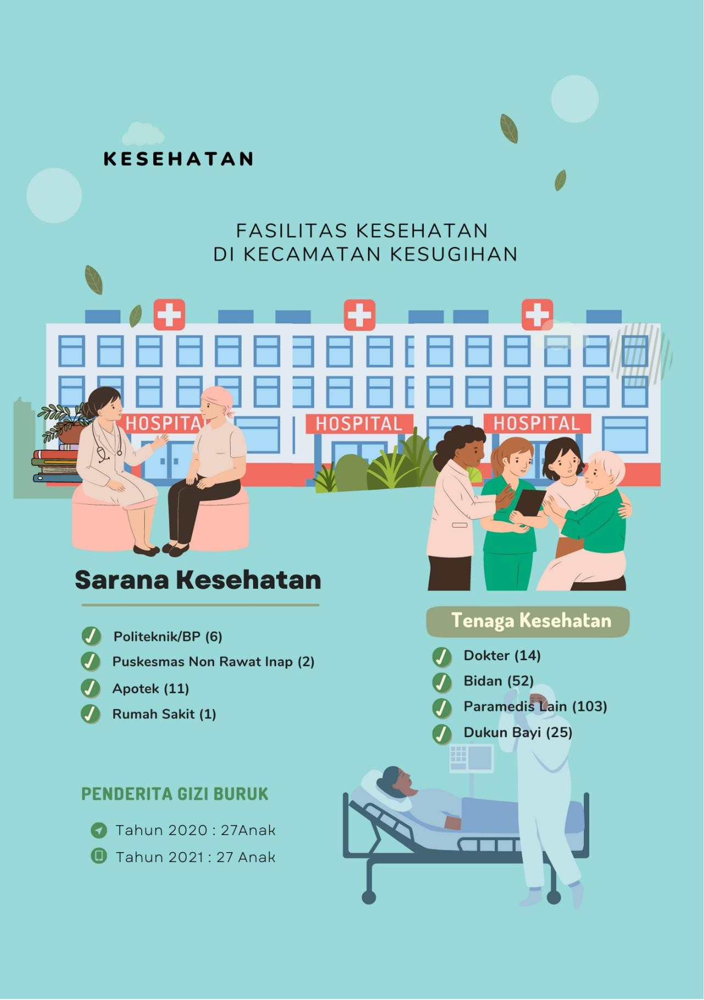 KESEHATAN
FASILITAS KESEHATAN
DI KECAMATAN KESUGIHAN
HOSPITAL
HOSPITAL
HOSPITAL
Sarana Kesehatan
Politeknik/BP (6)
Puskesmas Non Rawat Inap (2)
Apotek (11)
Rumah Sakit (1)
Tenaga Kesehatan
Dokter (14)
Bidan (52)
Paramedis Lain (103)
Dukun Bayi (25)
PENDERITA GIZI BURUK
Tahun 2020 : 27Anak
Tahun 2021 : 27 Anak